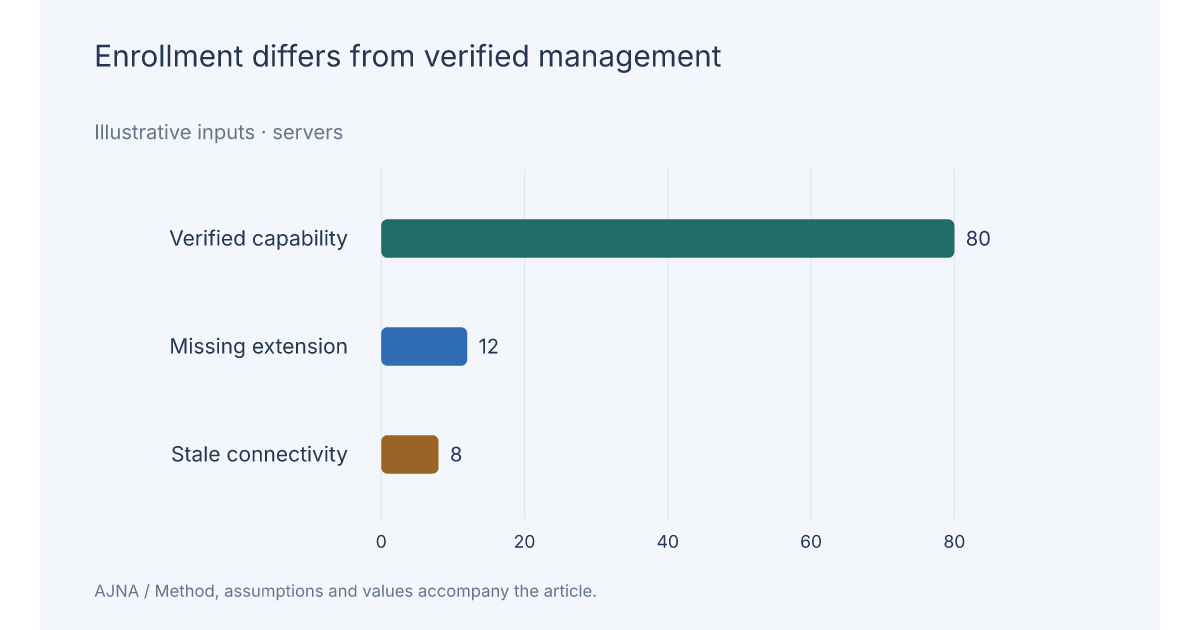 Enrollment differs from verified management
Illustrative inputs · servers
Verified capability
80
Missing extension
12
Stale connectivity
8
0 20 40 60 80
AJNA / Method, assumptions and values accompany the article.